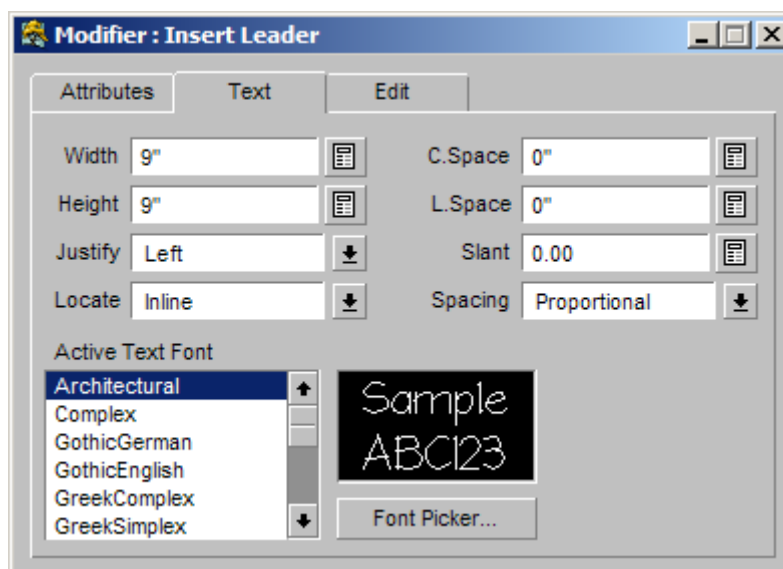 Modifier : Insert Leader
Attributes Text Edit
Width 9" C.Space 0"
Height 9" L.Space 0"
Justify Left Slant 0.00
Locate Inline Spacing Proportional
Active Text Font
Architectural
Complex
GothicGerman
GothicEnglish
GreekComplex
GreekSimplex
Sample
ABC123
Font Picker...